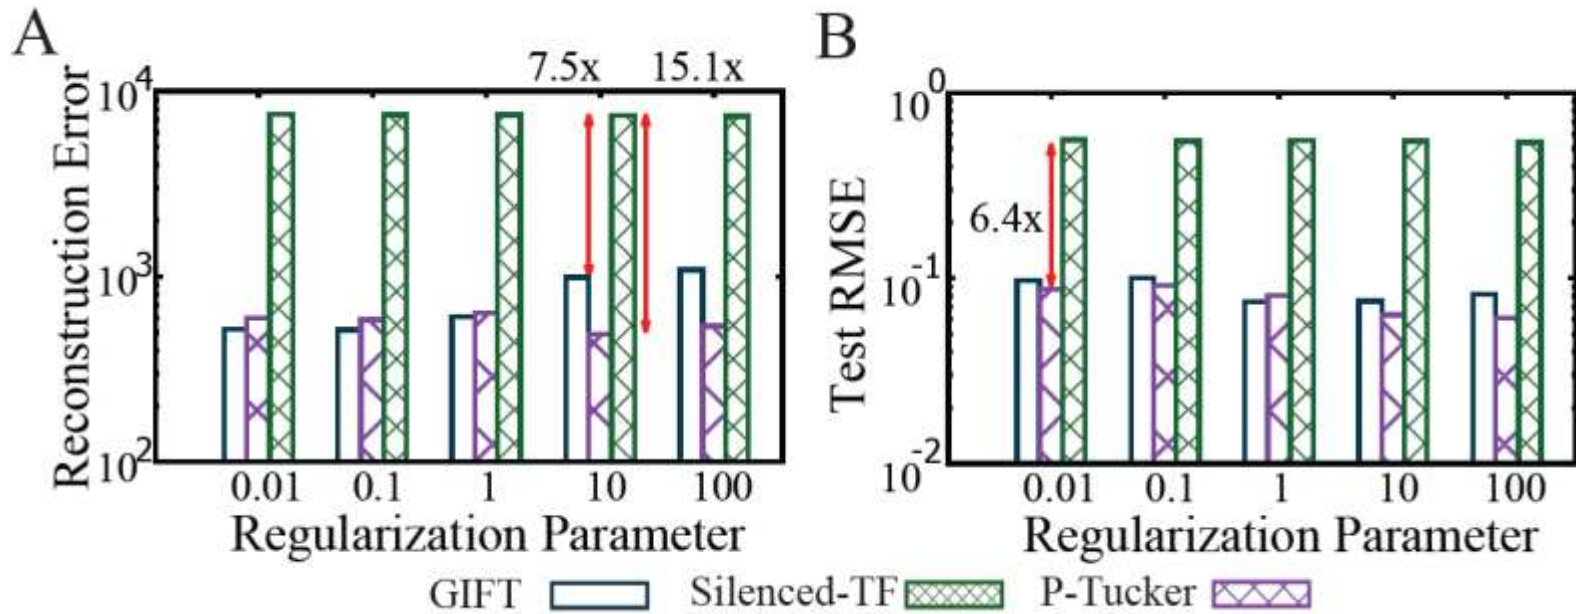 A
7.5x 15.1x
Reconstruction Error
10^4
10^3
10^2
0.01 0.1 1 10 100
Regularization Parameter
B
Test RMSE
10^0
10^-1
10^-2
6.4x
0.01 0.1 1 10 100
Regularization Parameter
GIFT Silenced-TF P-Tucker